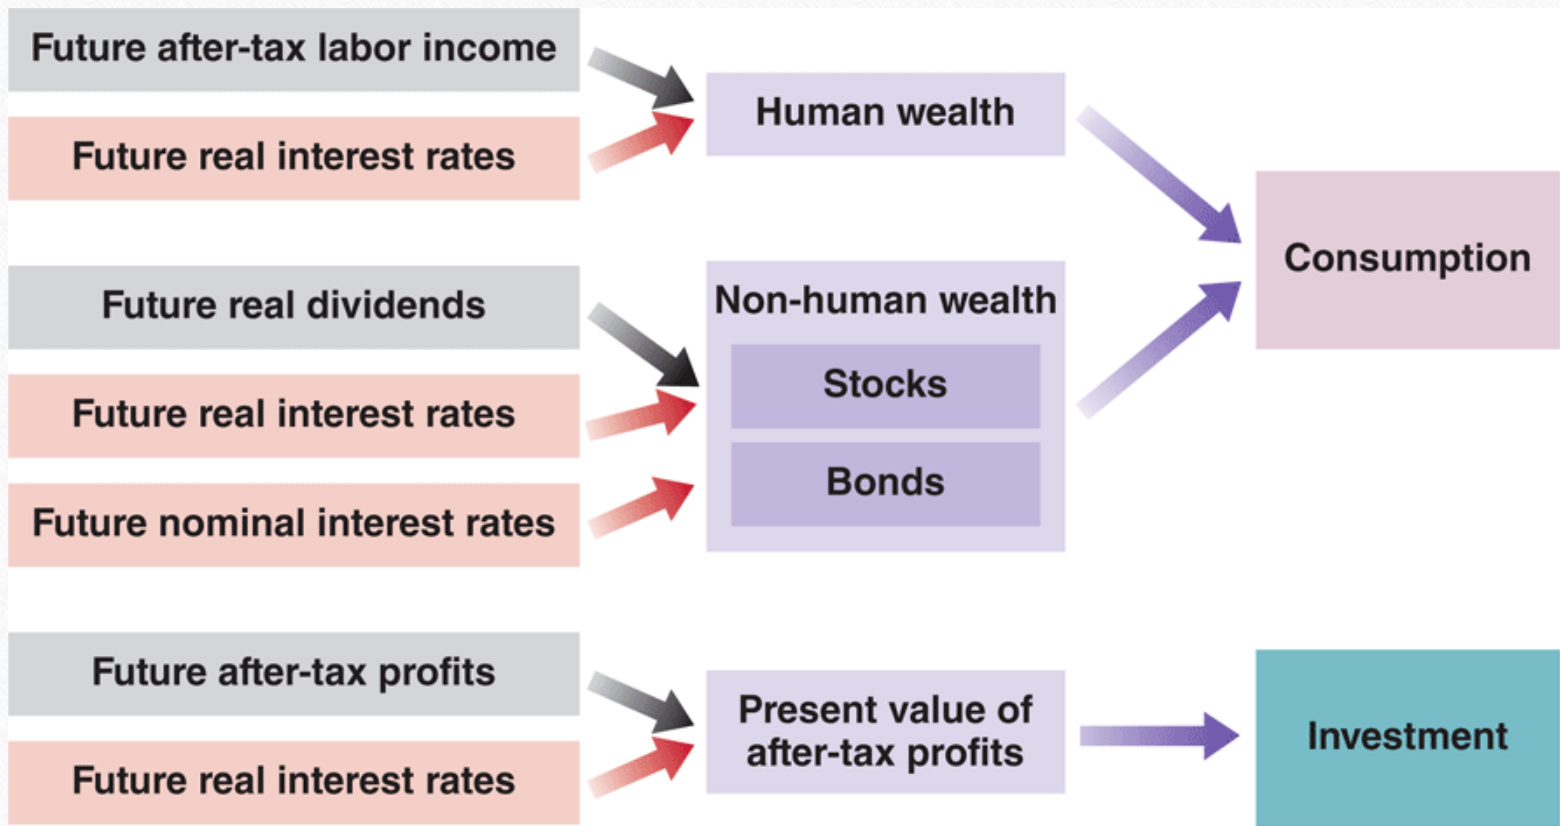 Future after-tax labor income
Future real interest rates
Human wealth
Future real dividends
Future real interest rates
Future nominal interest rates
Non-human wealth
Stocks
Bonds
Consumption
Future after-tax profits
Future real interest rates
Present value of
after-tax profits
Investment